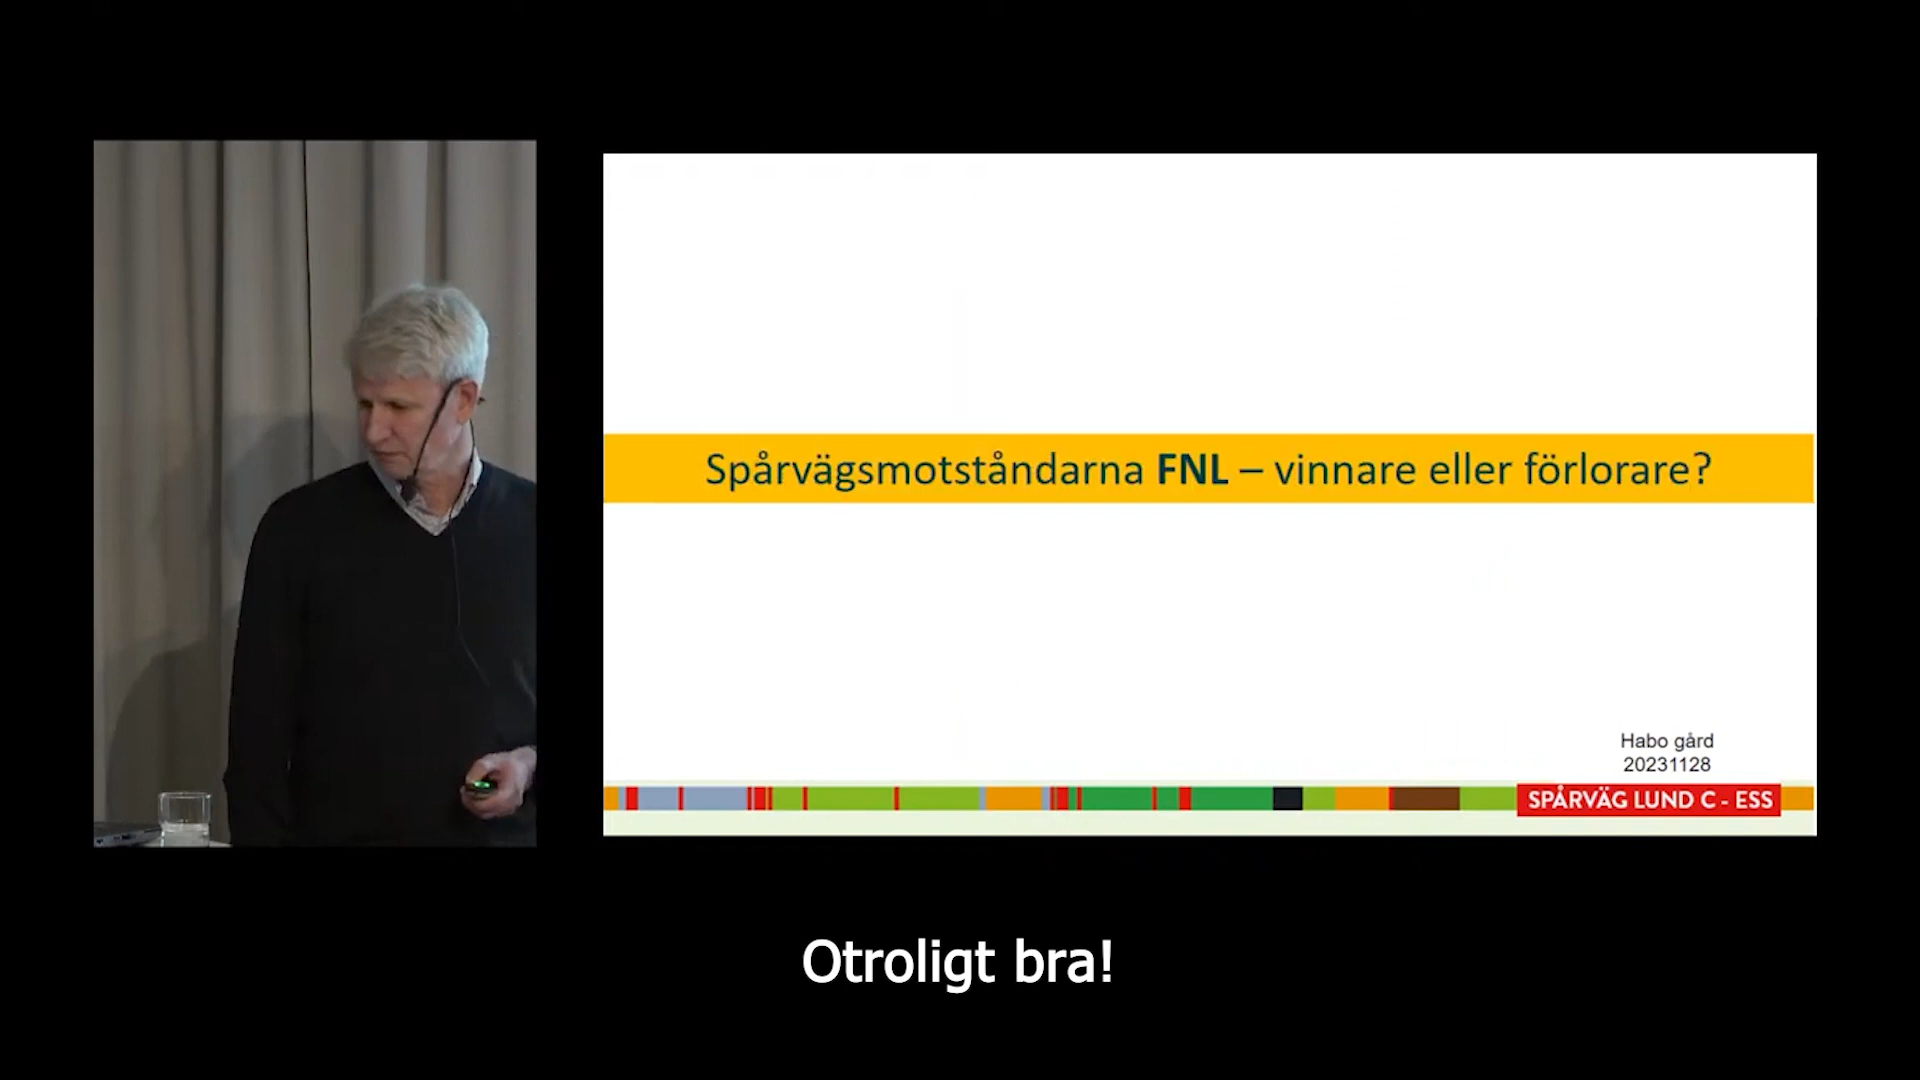 Spårvägsmotståndarna FNL – vinnare eller förlorare?
Habo gård
20231128
SPÅRVÄG LUND C - ESS
Otroligt bra!